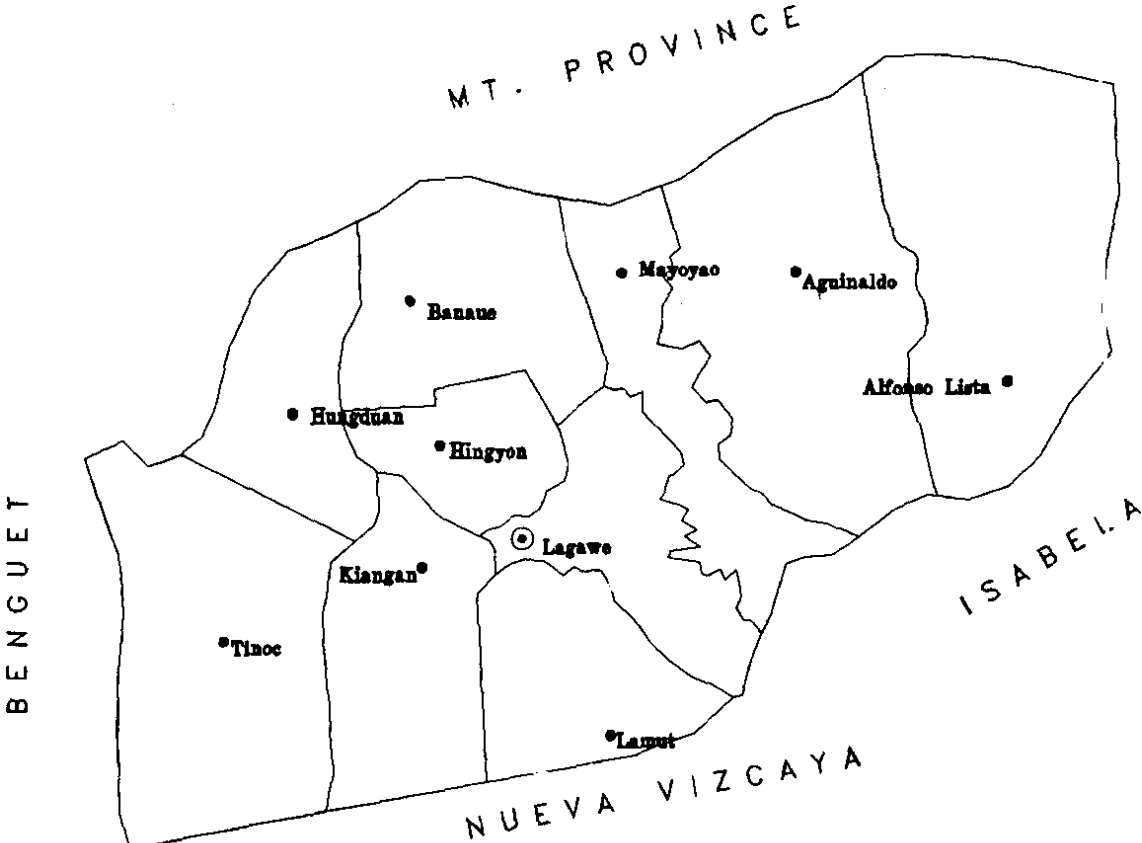 MT. PROVINCE
Mayoyao
Aguinaldo
Banaue
Alfonso Lista
Hungduan
Hingyon
BENGUET
Lagawe
ISABELA
Kiangan
Tinoc
Lamut
NUEVA VIZCAYA